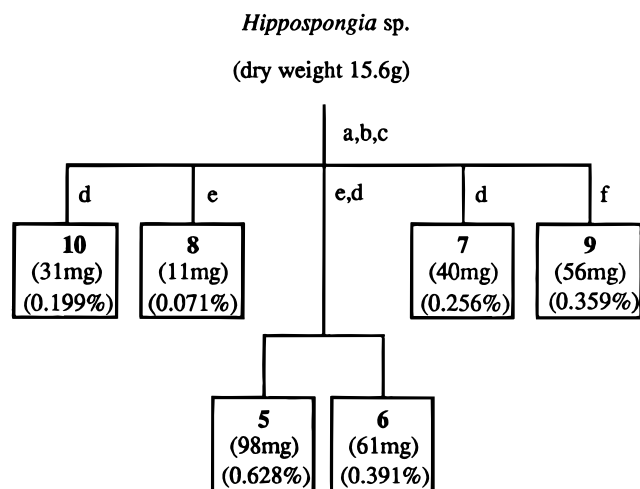 Hippospongia sp.
(dry weight 15.6g)
a,b,c
d
e
e,d
d
f
10
(31mg)
(0.199%)
8
(11mg)
(0.071%)
7
(40mg)
(0.256%)
9
(56mg)
(0.359%)
5
(98mg)
(0.628%)
6
(61mg)
(0.391%)